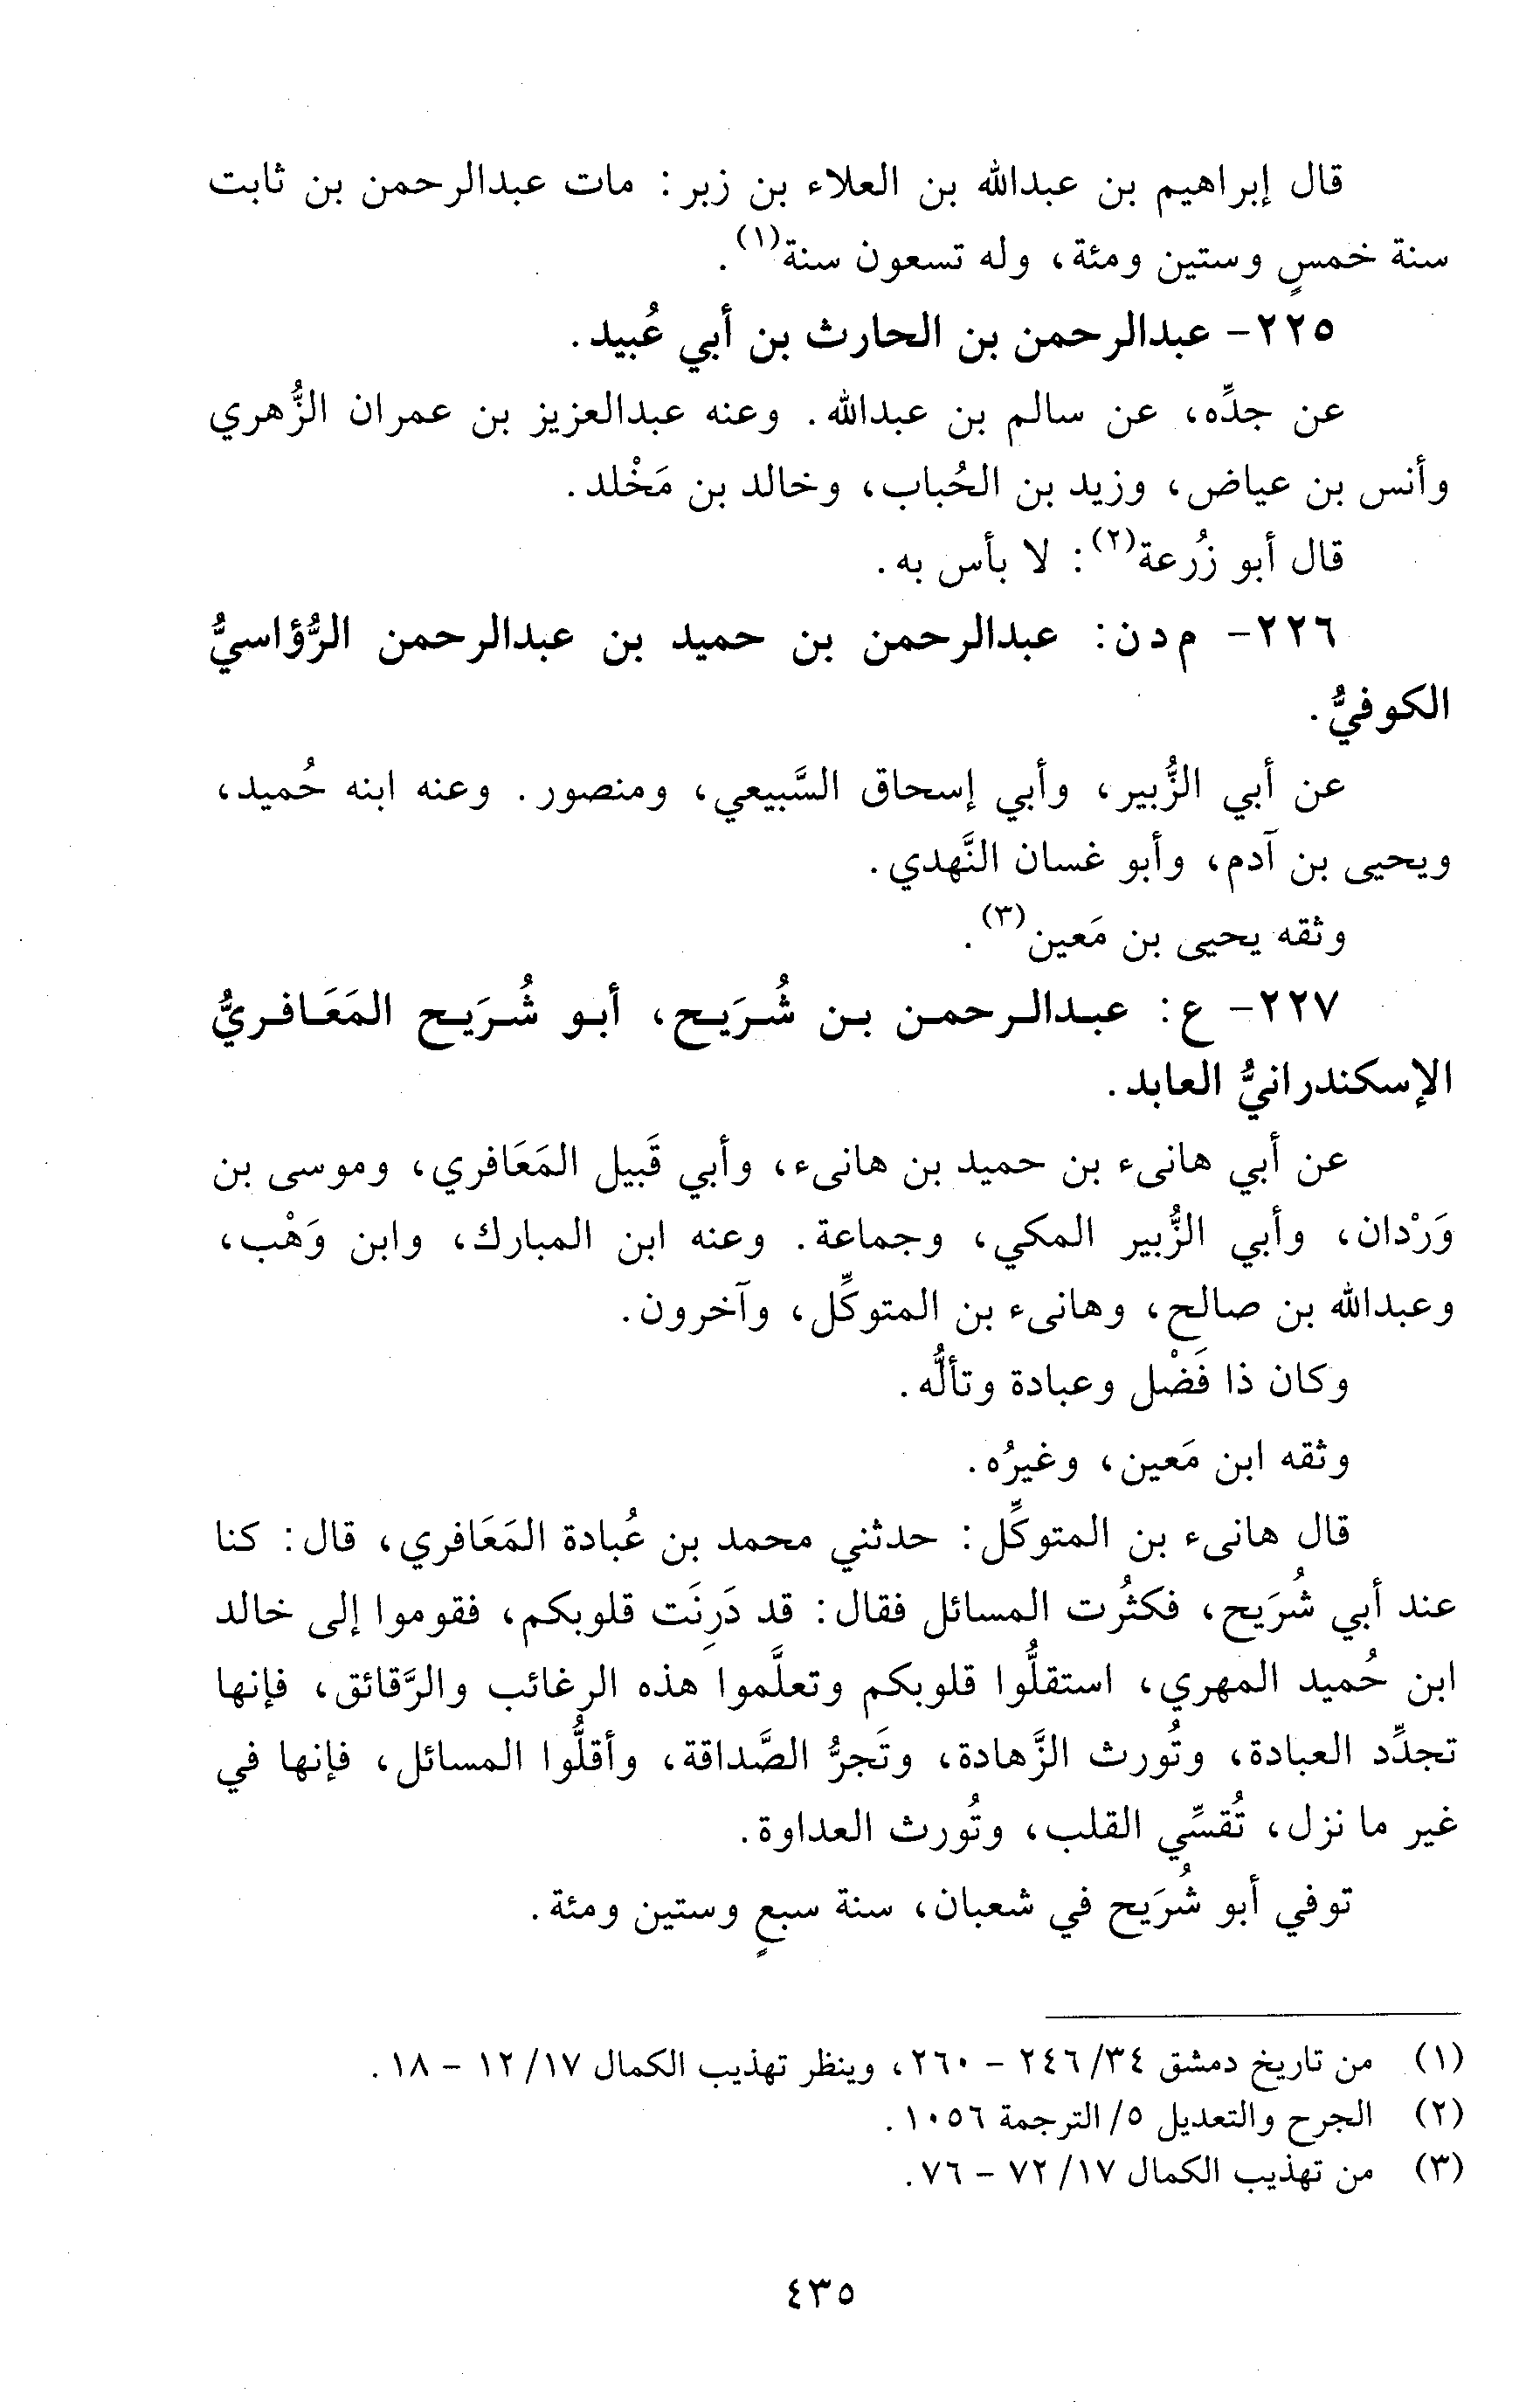 قال إبراهيم بن عبدالله بن العلاء بن زبر: مات عبدالرحمن بن ثابت
سنة خمسٍ وستين ومئة، وله تسعون سنة(١).
٢٢٥- عبدالرحمن بن الحارث بن أبي عُبيد.
عن جدِّه، عن سالم بن عبدالله. وعنه عبدالعزيز بن عمران الزُّهري
وأنس بن عياض، وزيد بن الحُباب، وخالد بن مَخْلد.
قال أبو زُرعة(٢): لا بأس به.
٢٢٦- م د ن: عبدالرحمن بن حميد بن عبدالرحمن الرُّؤاسيُّ
الكوفيُّ.
عن أبي الزُّبير، وأبي إسحاق السَّبيعي، ومنصور. وعنه ابنه حُميد،
ويحيى بن آدم، وأبو غسان النَّهدي.
وثقه يحيى بن مَعين(٣).
٢٢٧- ع: عبدالرحمن بن شُرَيح، أبو شُرَيح المَعَافريُّ
الإسكندرانيُّ العابد.
عن أبي هانىء بن حميد بن هانىء، وأبي قَبيل المَعَافري، وموسى بن
وَرْدان، وأبي الزُّبير المكي، وجماعة. وعنه ابن المبارك، وابن وَهْب،
وعبدالله بن صالح، وهانىء بن المتوكِّل، وآخرون.
وكان ذا فَضْل وعبادة وتألُّه.
وثقه ابن مَعين، وغيرُه.
قال هانىء بن المتوكِّل: حدثني محمد بن عُبادة المَعَافري، قال: كنا
عند أبي شُرَيح، فكثُرت المسائل فقال: قد دَرِنَت قلوبكم، فقوموا إلى خالد
ابن حُميد المهري، استقلُّوا قلوبكم وتعلَّموا هذه الرغائب والرَّقائق، فإنها
تجدِّد العبادة، وتُورث الزَّهادة، وتَجرُّ الصَّداقة، وأقلُّوا المسائل، فإنها في
غير ما نزل، تُقسِّي القلب، وتُورث العداوة.
توفي أبو شُرَيح في شعبان، سنة سبعٍ وستين ومئة.
(١) من تاريخ دمشق ٣٤/ ٢٤٦ - ٢٦٠، وينظر تهذيب الكمال ١٧/ ١٢ - ١٨.
(٢) الجرح والتعديل ٥/ الترجمة ١٠٥٦.
(٣) من تهذيب الكمال ١٧/ ٧٢ - ٧٦.
٤٣٥